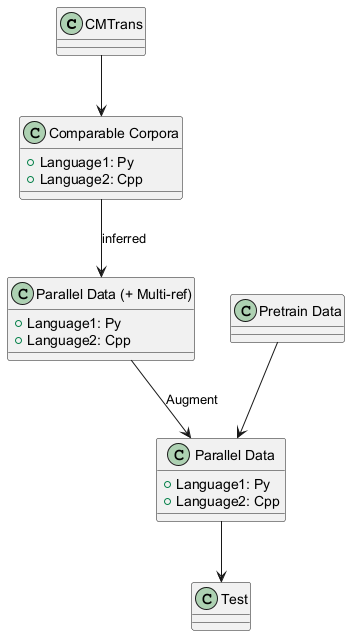 C CMTrans
C Comparable Corpora
Language1: Py
Language2: Cpp
inferred
C Parallel Data (+ Multi-ref)
Language1: Py
Language2: Cpp
C Pretrain Data
Augment
C Parallel Data
Language1: Py
Language2: Cpp
C Test